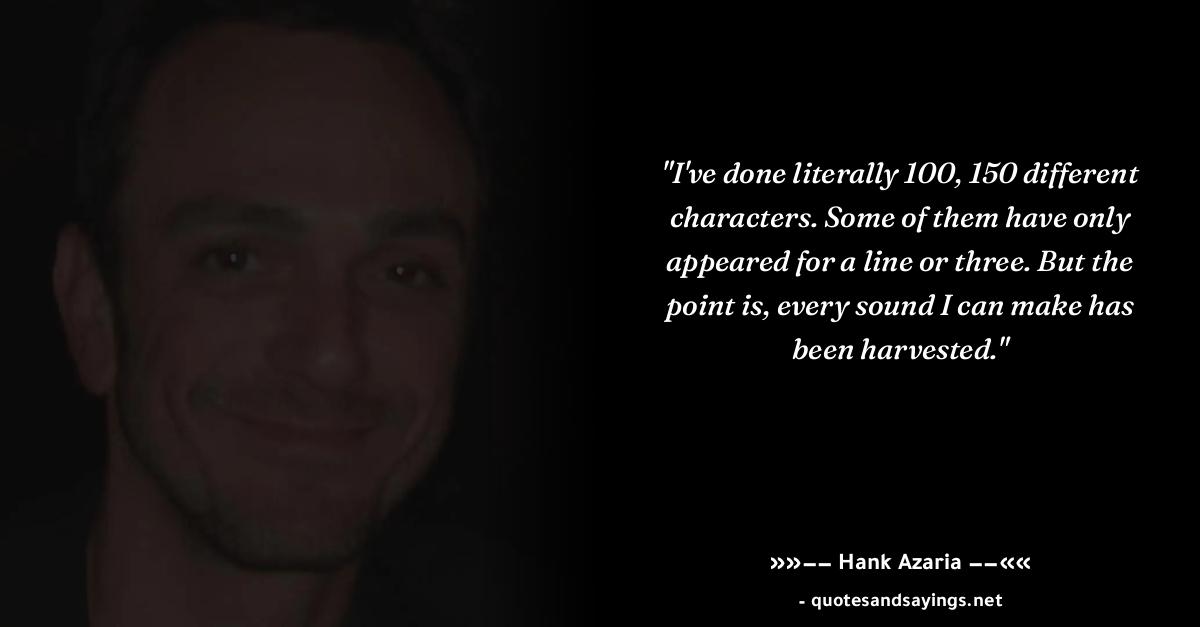 "I've done literally 100, 150 different
characters. Some of them have only
appeared for a line or three. But the
point is, every sound I can make has
been harvested."
»»−− Hank Azaria −−««
- quotesandsayings.net